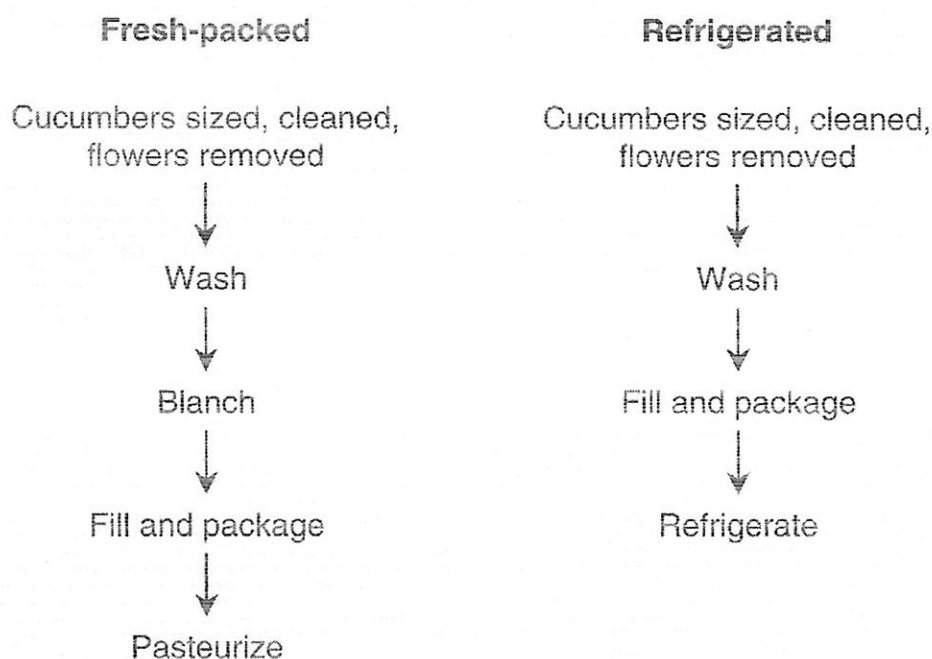 Fresh-packed
Cucumbers sized, cleaned,
flowers removed
Wash
Blanch
Fill and package
Pasteurize
Refrigerated
Cucumbers sized, cleaned,
flowers removed
Wash
Fill and package
Refrigerate